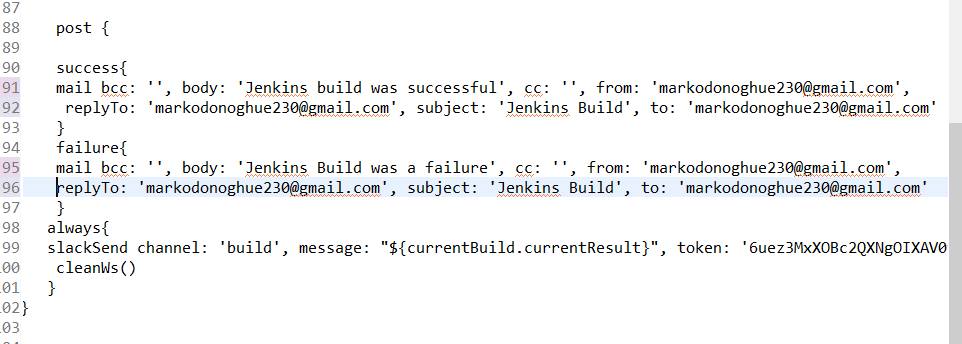 87
88 post {
89
90 success{
91 mail bcc: '', body: 'Jenkins build was successful', cc: '', from: 'markodonoghue230@gmail.com',
92 replyTo: 'markodonoghue230@gmail.com', subject: 'Jenkins Build', to: 'markodonoghue230@gmail.com'
93 }
94 failure{
95 mail bcc: '', body: 'Jenkins Build was a failure', cc: '', from: 'markodonoghue230@gmail.com',
96 replyTo: 'markodonoghue230@gmail.com', subject: 'Jenkins Build', to: 'markodonoghue230@gmail.com'
97 }
98 always{
99 slackSend channel: 'build', message: "${currentBuild.currentResult}", token: '6uez3MxXOBc2QXNgOIXAV0
00 cleanWs()
01 }
02 }
03